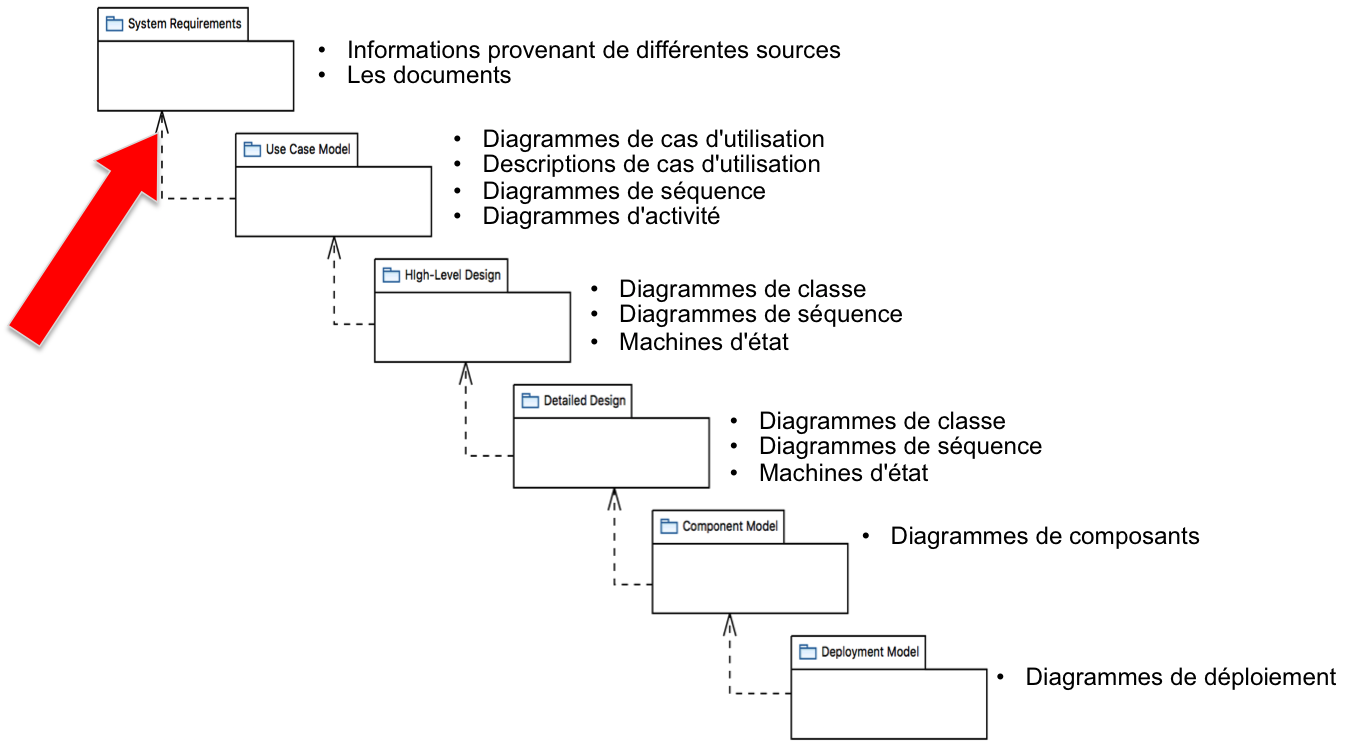 System Requirements
• Informations provenant de différentes sources
• Les documents
Use Case Model
• Diagrammes de cas d'utilisation
• Descriptions de cas d'utilisation
• Diagrammes de séquence
• Diagrammes d'activité
HIgh-Level Design
• Diagrammes de classe
• Diagrammes de séquence
• Machines d'état
Detailed Design
• Diagrammes de classe
• Diagrammes de séquence
• Machines d'état
Component Model
• Diagrammes de composants
Deployment Model
• Diagrammes de déploiement